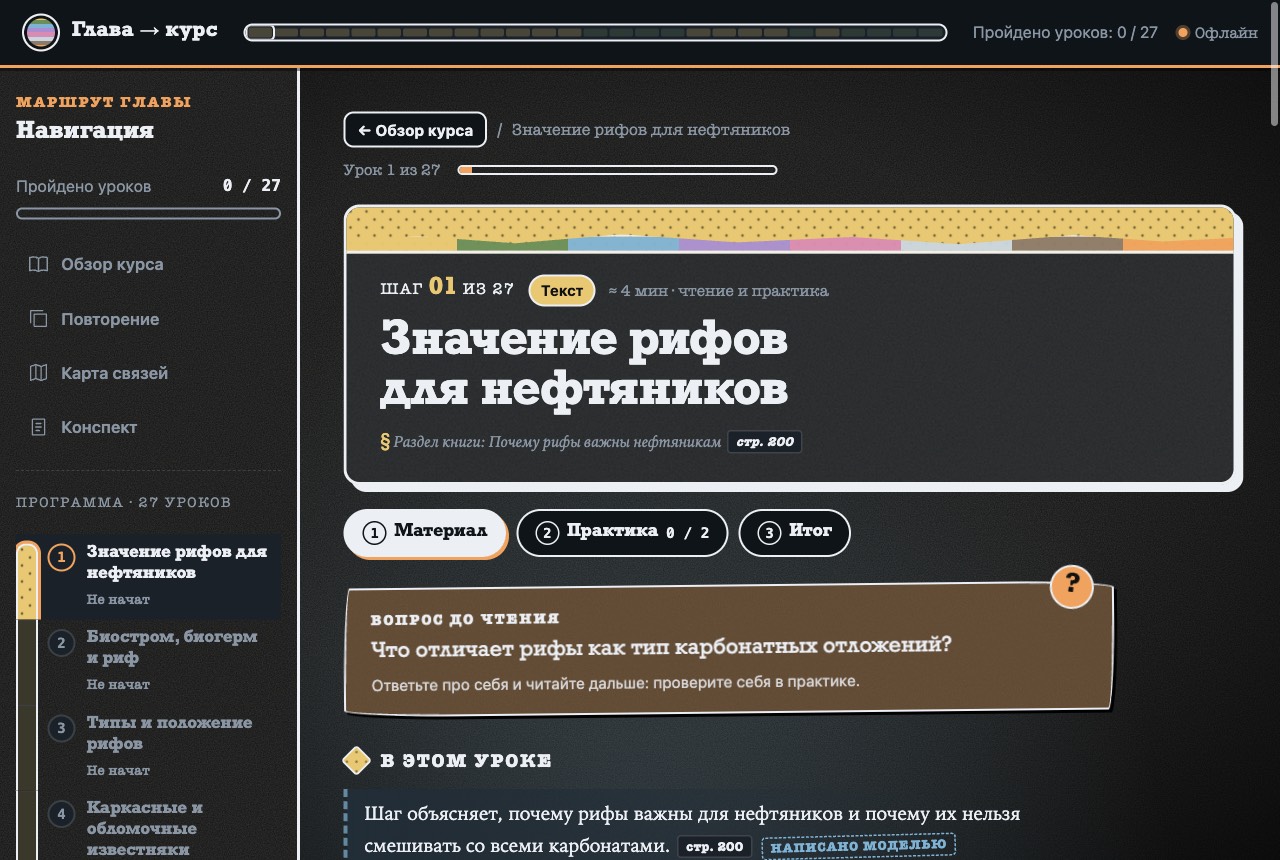 Глава → курс
Пройдено уроков: 0 / 27
Офлайн
МАРШРУТ ГЛАВЫ
Навигация
Пройдено уроков 0 / 27
Обзор курса
Повторение
Карта связей
Конспект
ПРОГРАММА · 27 УРОКОВ
1 Значение рифов для
нефтяников
Не начат
2 Биостром, биогерм
и риф
Не начат
3 Типы и положение
рифов
Не начат
4 Каркасные и
обломочные
известняки
← Обзор курса / Значение рифов для нефтяников
Урок 1 из 27
ШАГ 01 ИЗ 27 Текст ≈ 4 мин · чтение и практика
Значение рифов
для нефтяников
§ Раздел книги: Почему рифы важны нефтяникам стр. 200
1 Материал 2 Практика 0 / 2 3 Итог
?
ВОПРОС ДО ЧТЕНИЯ
Что отличает рифы как тип карбонатных отложений?
Ответьте про себя и читайте дальше: проверите себя в практике.
В ЭТОМ УРОКЕ
Шаг объясняет, почему рифы важны для нефтяников и почему их нельзя
смешивать со всеми карбонатами. стр. 200 НАПИСАНО МОДЕЛЬЮ